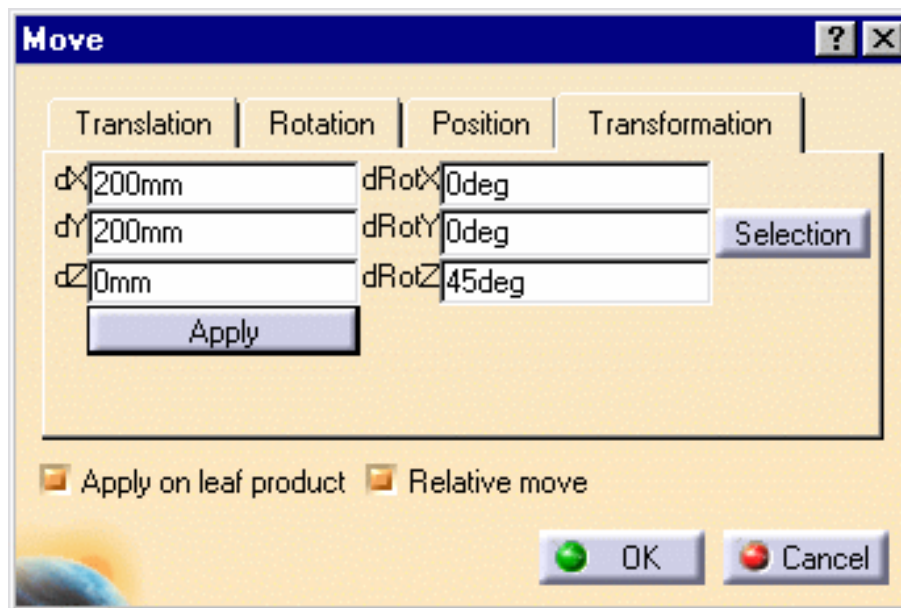 Move
Translation Rotation Position Transformation
dX 200mm dRotX 0deg
dY 200mm dRotY 0deg Selection
dZ 0mm dRotZ 45deg
Apply
Apply on leaf product Relative move
OK Cancel